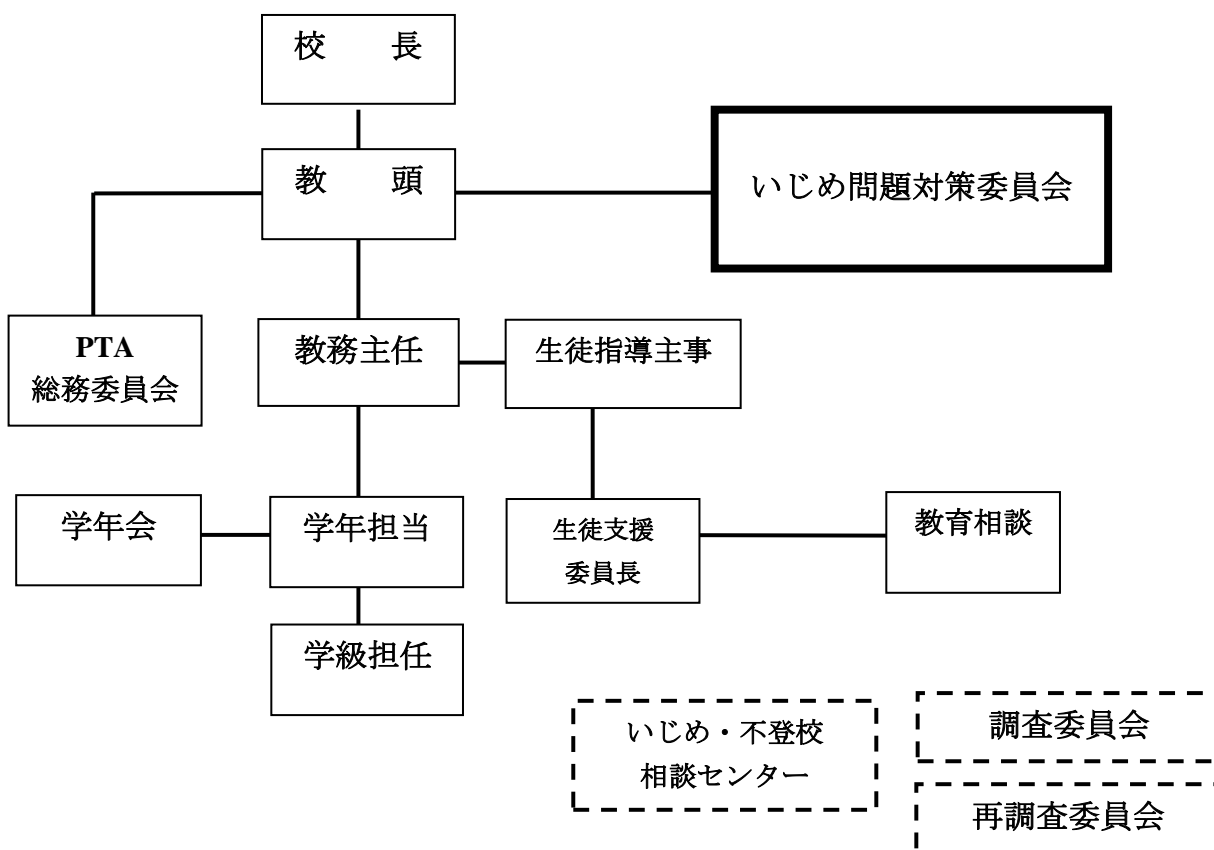 校　　長
教　　頭
いじめ問題対策委員会
PTA
総務委員会
教務主任
生徒指導主事
学年会
学年担当
生徒支援
委員長
教育相談
学級担任
いじめ・不登校
相談センター
調査委員会
再調査委員会